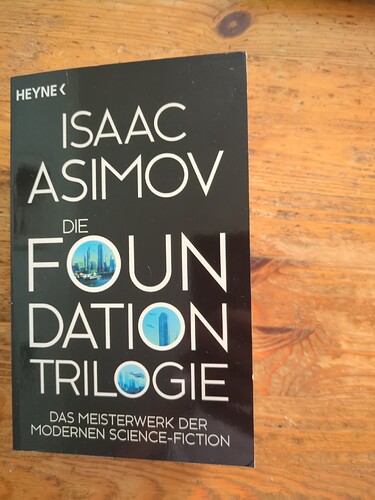 HEYNE<
ISAAC
ASIMOV
DIE
FOUN
DATION
TRILOGIE
DAS MEISTERWERK DER
MODERNEN SCIENCE-FICTION